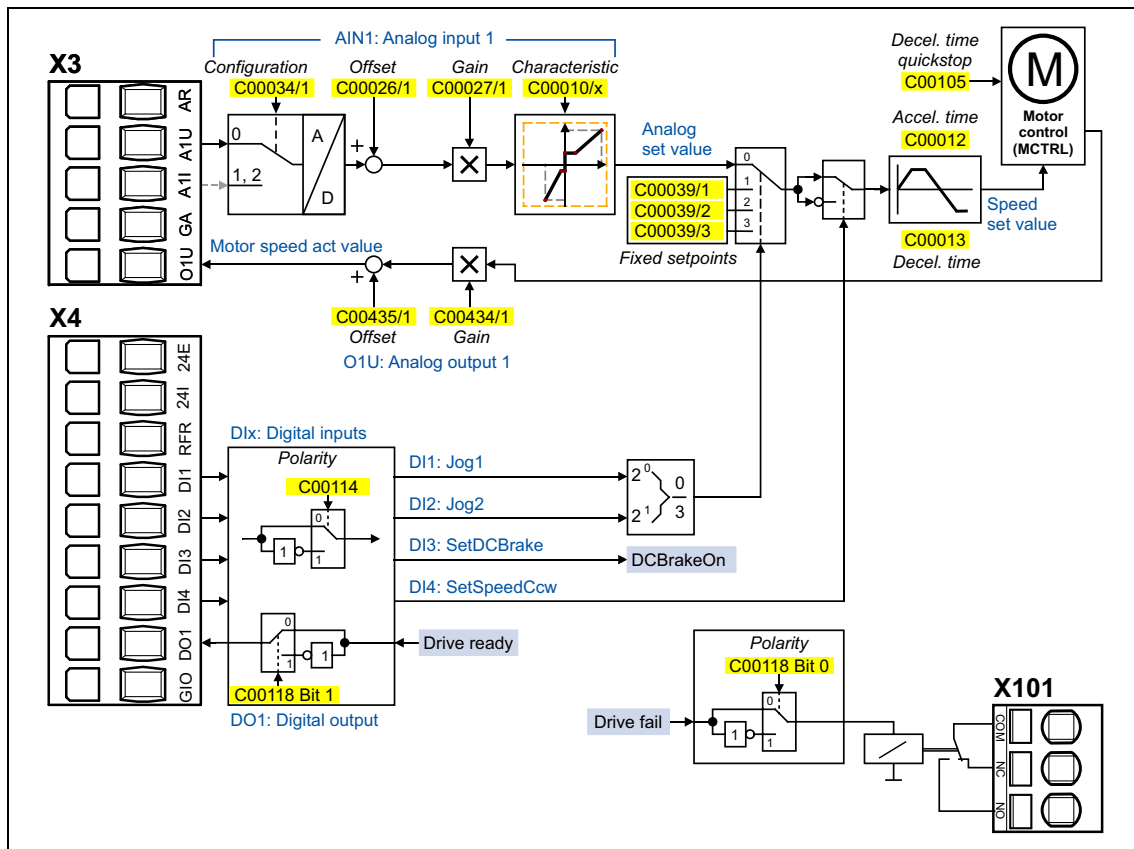 AIN1: Analog input 1
X3
Configuration
C00034/1
Offset
C00026/1
Gain
C00027/1
Characteristic
C00010/x
Decel. time
quickstop
C00105
M
Motor
control
(MCTRL)
AR
A1U
A1I
GA
O1U
0
1, 2
A
D
+
Analog
set value
0
1
2
3
C00039/1
C00039/2
C00039/3
Fixed setpoints
Accel. time
C00012
C00013
Decel. time
Speed
set value
Motor speed act value
+
C00435/1
Offset
C00434/1
Gain
O1U: Analog output 1
X4
24E
24I
RFR
DI1
DI2
DI3
DI4
DO1
GIO
DIx: Digital inputs
Polarity
C00114
0
1
1
DI1: Jog1
DI2: Jog2
DI3: SetDCBrake
DI4: SetSpeedCcw
2 0
2 1
0
3
DCBrakeOn
0
1
1
Drive ready
C00118 Bit 1
DO1: Digital output
Polarity
C00118 Bit 0
Drive fail
0
1
1
X101
COM
NC
NO